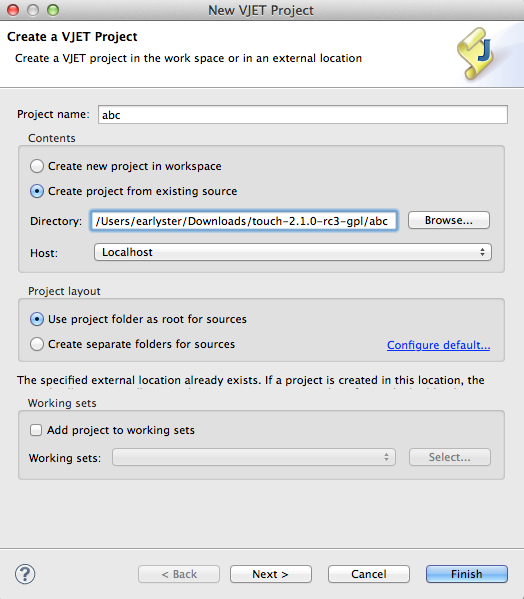 New VJET Project
Create a VJET Project
Create a VJET project in the work space or in an external location
J
Project name: abc
Contents
Create new project in workspace
Create project from existing source
Directory: /Users/earlyster/Downloads/touch-2.1.0-rc3-gpl/abc Browse...
Host: Localhost
Project layout
Use project folder as root for sources
Create separate folders for sources Configure default...
The specified external location already exists. If a project is created in this location, the
Working sets
Add project to working sets
Working sets: Select...
? < Back Next > Cancel Finish